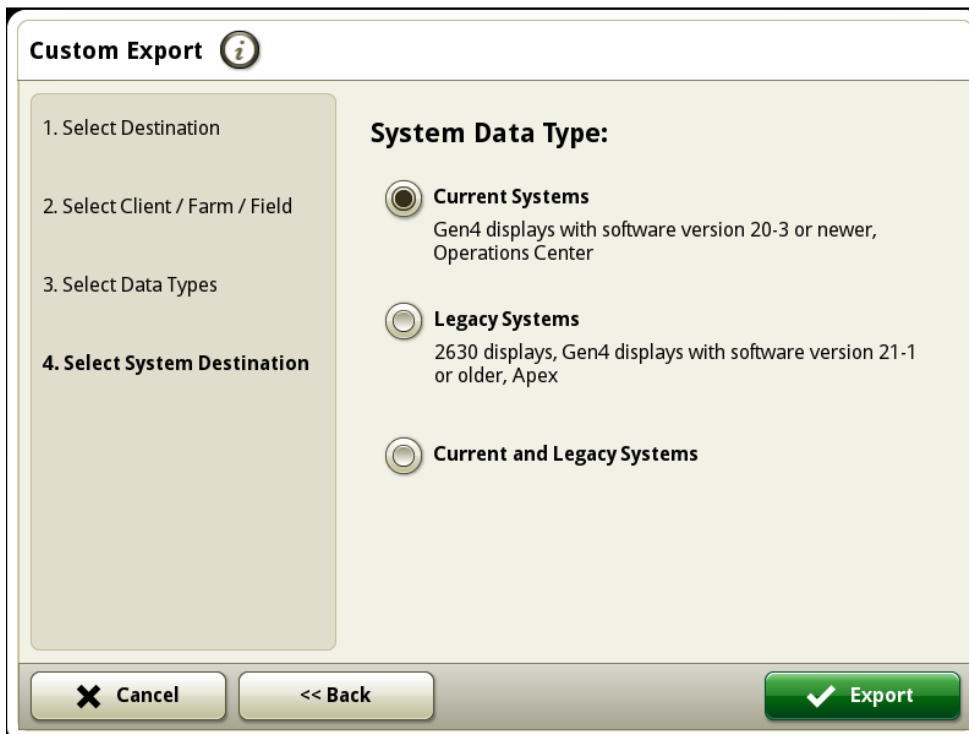 Custom Export i
1. Select Destination
2. Select Client / Farm / Field
3. Select Data Types
4. Select System Destination
System Data Type:
Current Systems
Gen4 displays with software version 20-3 or newer,
Operations Center
Legacy Systems
2630 displays, Gen4 displays with software version 21-1
or older, Apex
Current and Legacy Systems
Cancel
<< Back
Export